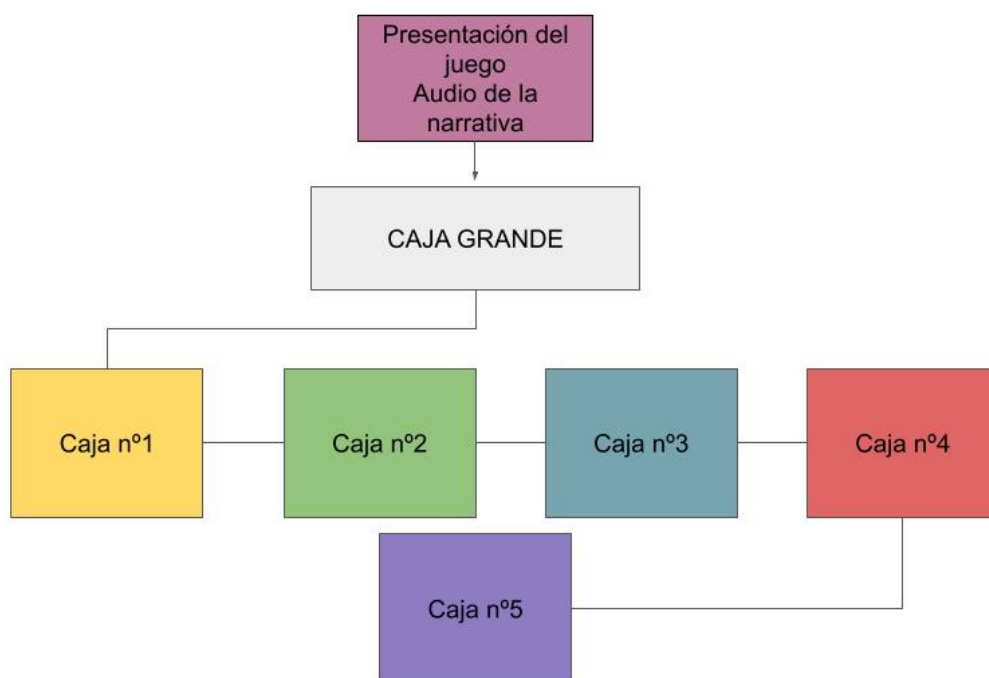 Presentación del
juego
Audio de la
narrativa
CAJA GRANDE
Caja nº1
Caja nº2
Caja nº3
Caja nº4
Caja nº5